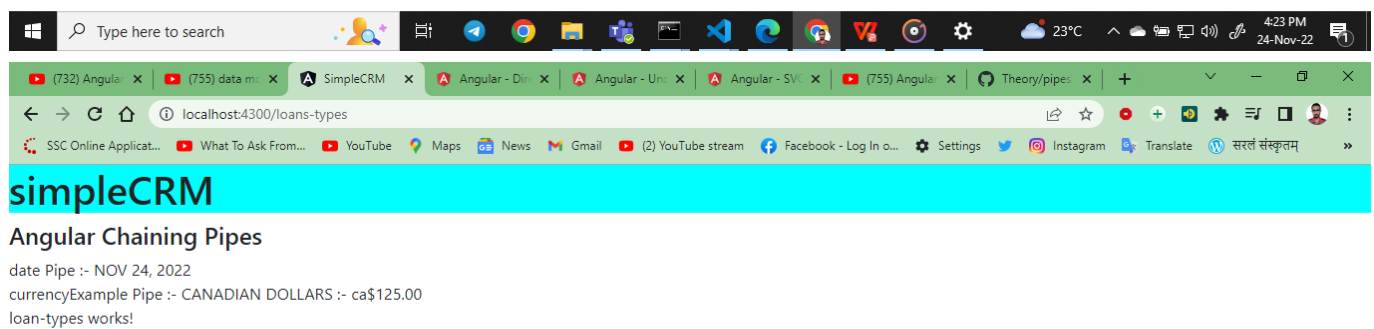 Type here to search
23°C
4:23 PM
24-Nov-22
1
(732) Angular
(755) data mo
SimpleCRM
Angular - Dire
Angular - Und
Angular - SVG
(755) Angular
Theory/pipes
localhost:4300/loans-types
SSC Online Applicat...
What To Ask From...
YouTube
Maps
News
Gmail
(2) YouTube stream
Facebook - Log In o...
Settings
Instagram
Translate
सरलं संस्कृतम्
simpleCRM
Angular Chaining Pipes
date Pipe :- NOV 24, 2022
currencyExample Pipe :- CANADIAN DOLLARS :- ca$125.00
loan-types works!